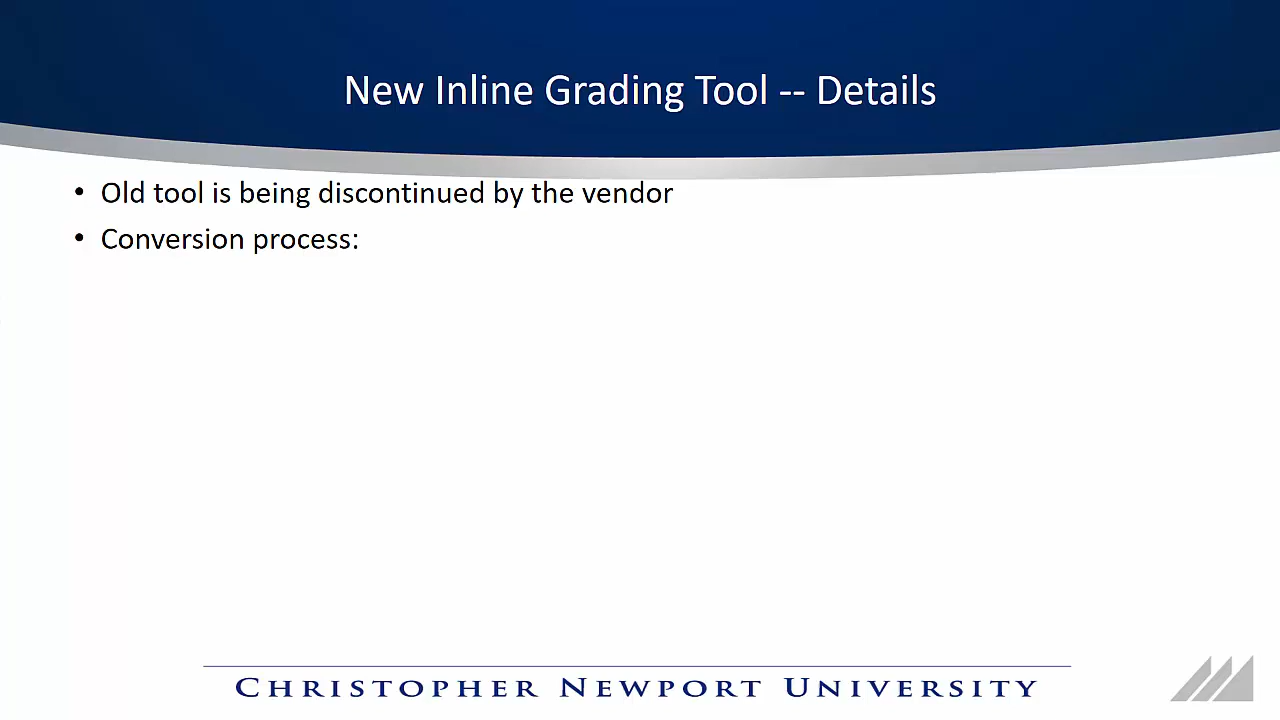 New Inline Grading Tool -- Details
• Old tool is being discontinued by the vendor
• Conversion process:
CHRISTOPHER NEWPORT UNIVERSITY